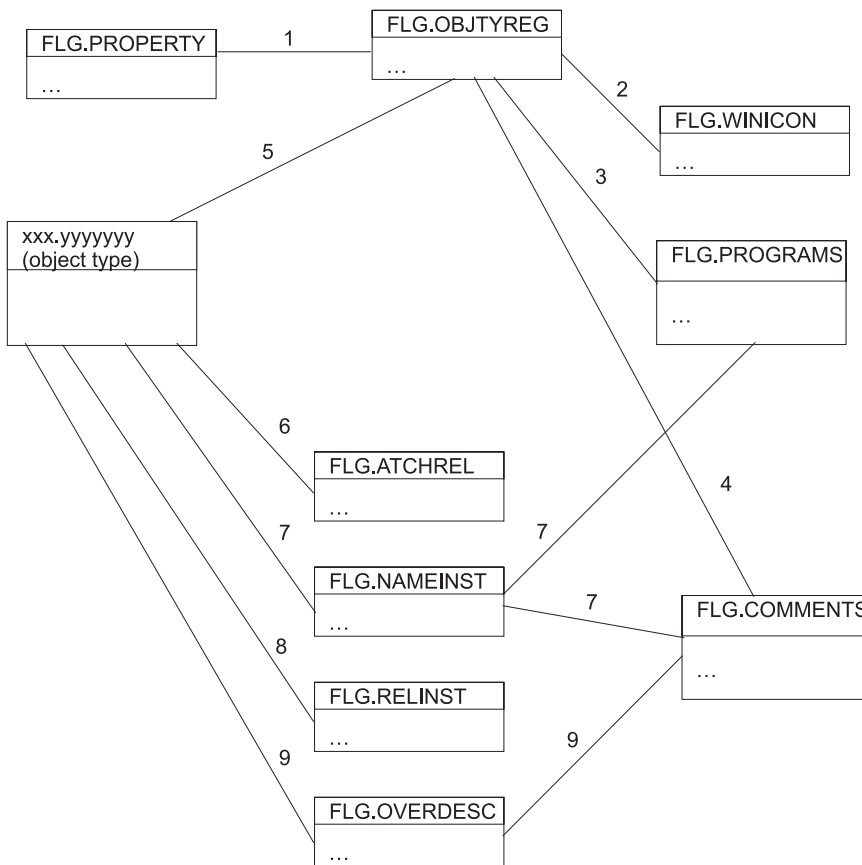 FLG.PROPERTY
...
1
FLG.OBJTYREG
...
2
FLG.WINICON
...
5
3
xxx.yyyyyyy
(object type)
FLG.PROGRAMS
...
6
FLG.ATCHREL
...
4
7
7
FLG.NAMEINST
...
7
FLG.COMMENTS
...
8
FLG.RELINST
...
9
9
FLG.OVERDESC
...